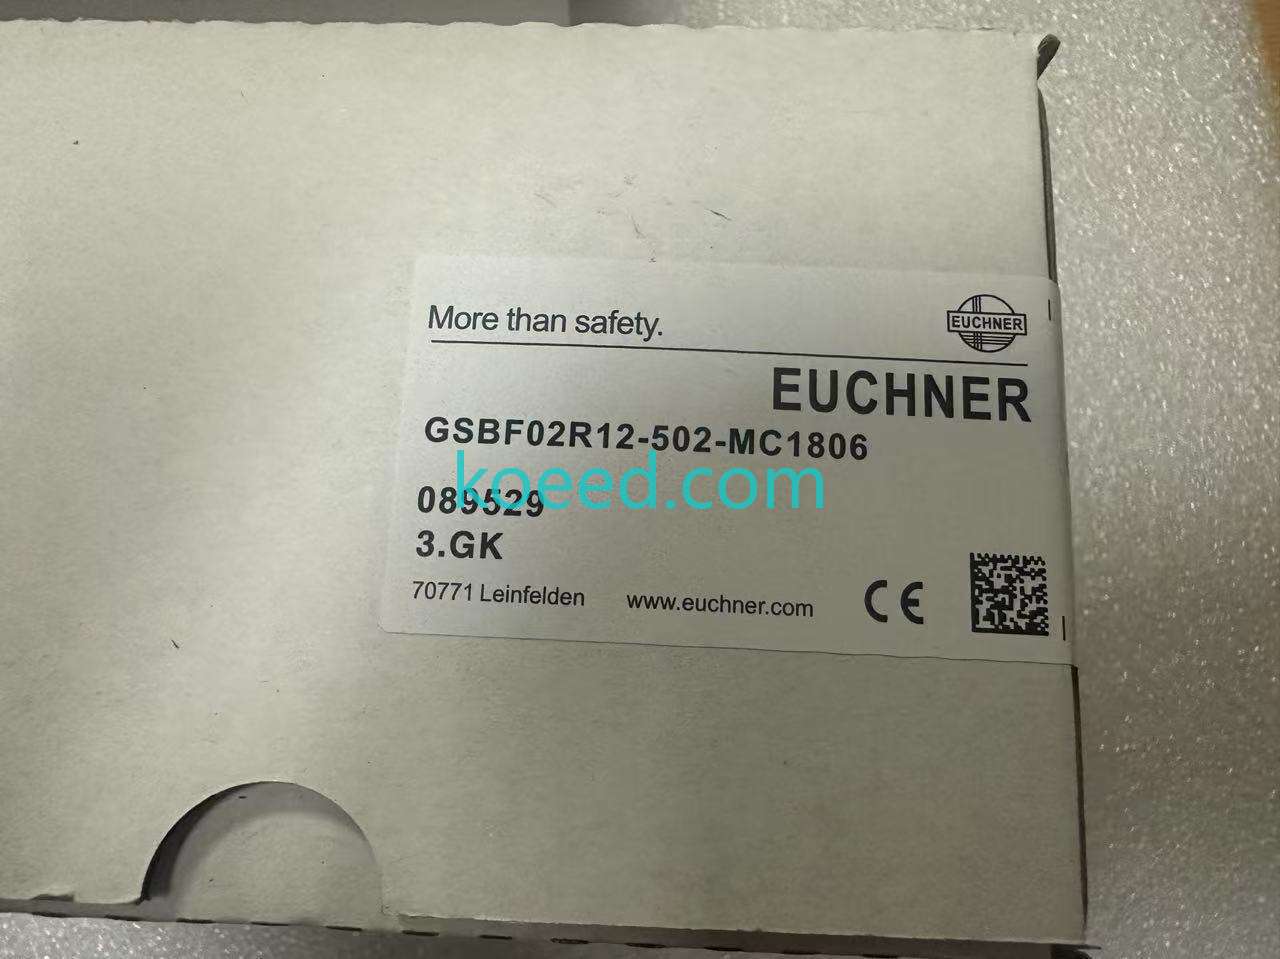 More than safety.
EUCHNER
EUCHNER
GSBF02R12-502-MC1806
koeed.com
089529
3.GK
70771 Leinfelden www.euchner.com CE